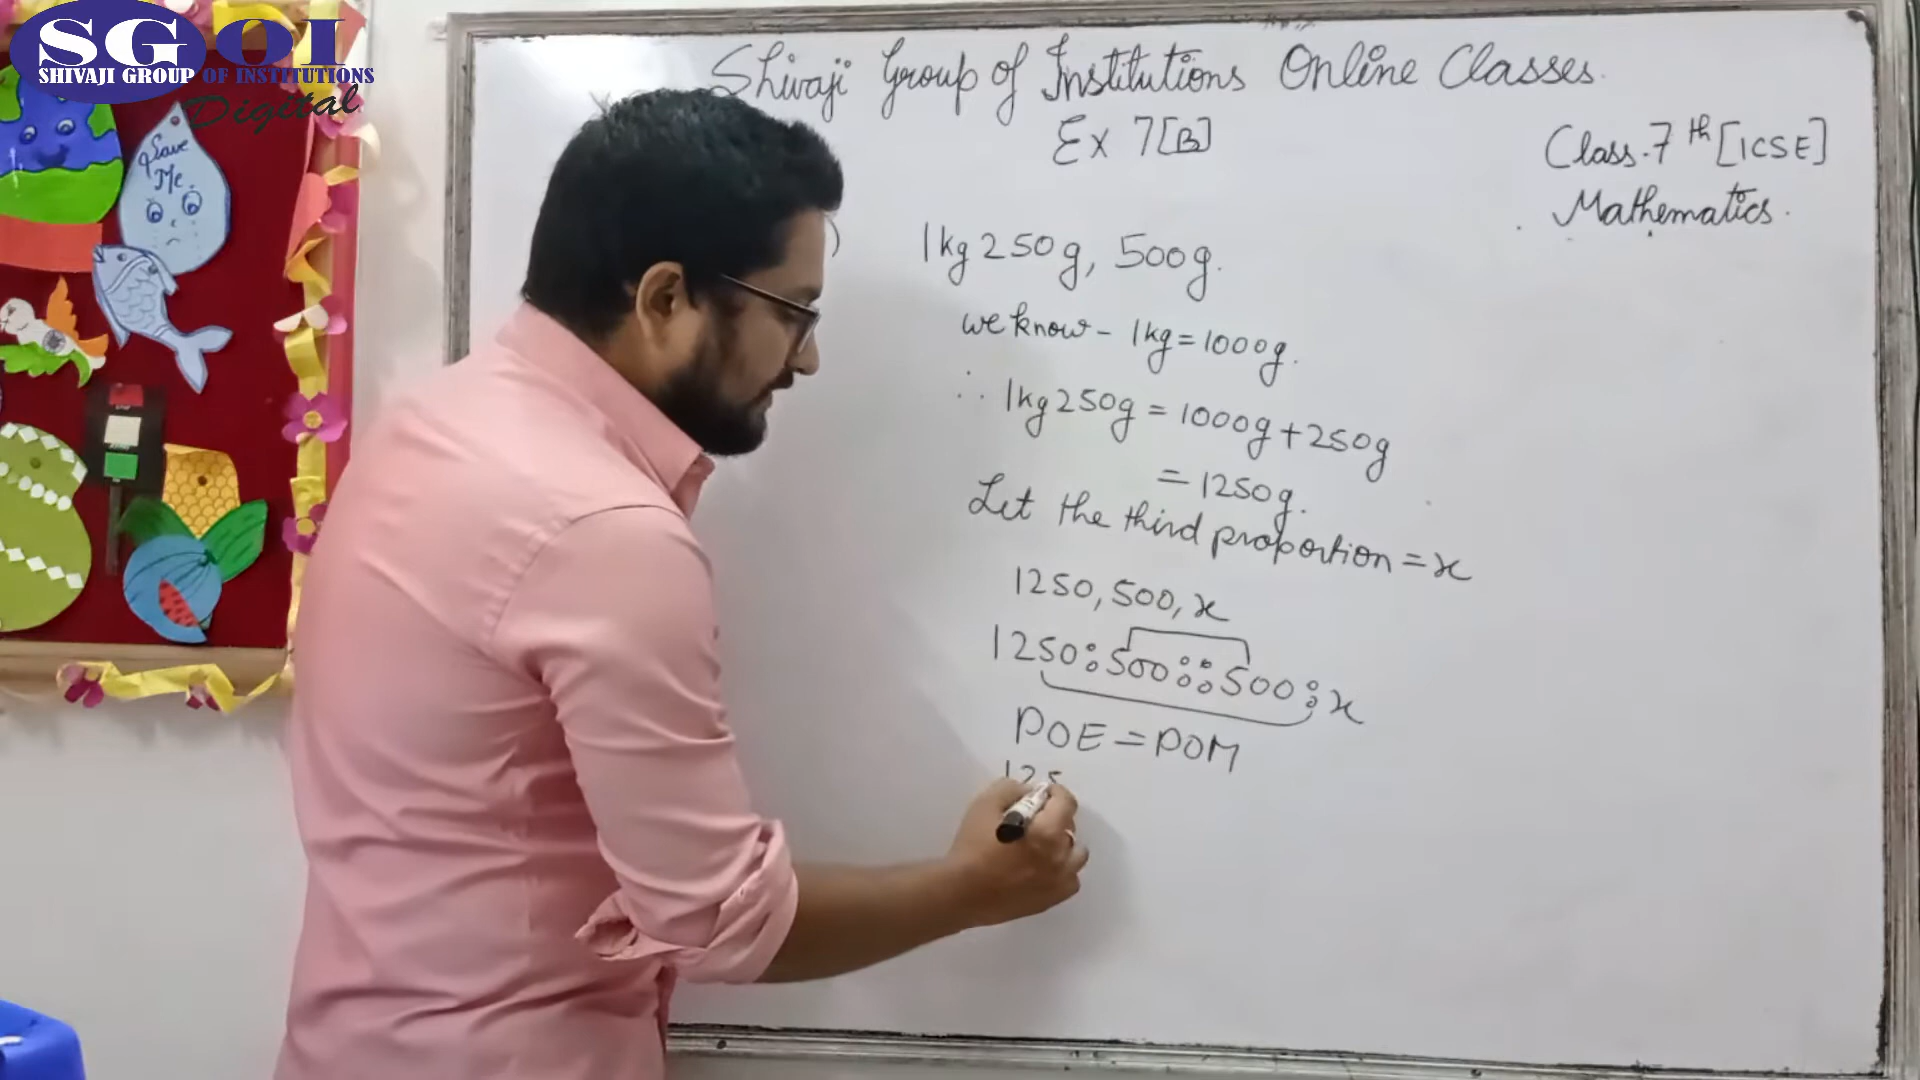 SGOI
SHIVAJI GROUP OF INSTITUTIONS
Digital
Save
Me.
Shivaji Group of Institutions Online Classes.
Ex 7[B]
Class. 7th [ICSE]
Mathematics.
) 1kg 250g, 500g.
we know - 1kg = 1000g.
∴ 1kg 250g = 1000g + 250g
= 1250g.
Let the third proportion = x
1250, 500, x
1250 : 500 :: 500 : x
POE = POM
125